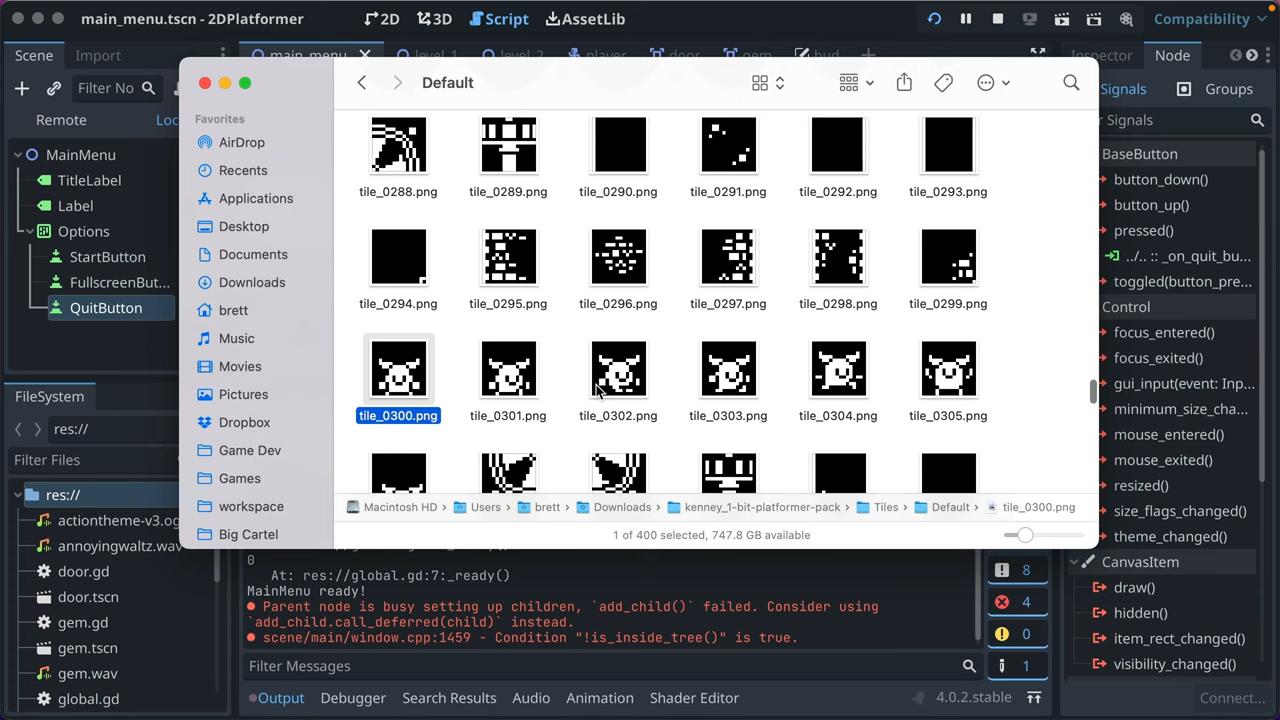 main_menu.tscn - 2DPlatformer
2D
3D
Script
AssetLib
Compatibility
Scene
Import
main_menu
level_1
level_2
player
door
gem
hud
Inspector
Node
Filter No
Signals
Groups
Remote
Loc
r Signals
MainMenu
TitleLabel
Label
Options
StartButton
FullscreenBut...
QuitButton
BaseButton
button_down()
button_up()
pressed()
../.. :: _on_quit_bu...
toggled(button_pre...
Control
focus_entered()
focus_exited()
gui_input(event: Inp...
minimum_size_cha...
mouse_entered()
mouse_exited()
resized()
size_flags_changed()
theme_changed()
CanvasItem
draw()
hidden()
item_rect_changed()
visibility_changed()
Connect...
Default
Favorites
AirDrop
Recents
Applications
Desktop
Documents
Downloads
brett
Music
Movies
Pictures
Dropbox
Game Dev
Games
workspace
Big Cartel
tile_0288.png
tile_0289.png
tile_0290.png
tile_0291.png
tile_0292.png
tile_0293.png
tile_0294.png
tile_0295.png
tile_0296.png
tile_0297.png
tile_0298.png
tile_0299.png
tile_0300.png
tile_0301.png
tile_0302.png
tile_0303.png
tile_0304.png
tile_0305.png
Macintosh HD › Users › brett › Downloads › kenney_1-bit-platformer-pack › Tiles › Default › tile_0300.png
1 of 400 selected, 747.8 GB available
FileSystem
res://
Filter Files
res://
actiontheme-v3.og
annoyingwaltz.wav
door.gd
door.tscn
gem.gd
gem.tscn
gem.wav
global.gd
0
At: res://global.gd:7:_ready()
MainMenu ready!
Parent node is busy setting up children, `add_child()` failed. Consider using
`add_child.call_deferred(child)` instead.
scene/main/window.cpp:1459 - Condition "!is_inside_tree()" is true.
8
4
0
1
Filter Messages
Output
Debugger
Search Results
Audio
Animation
Shader Editor
4.0.2.stable